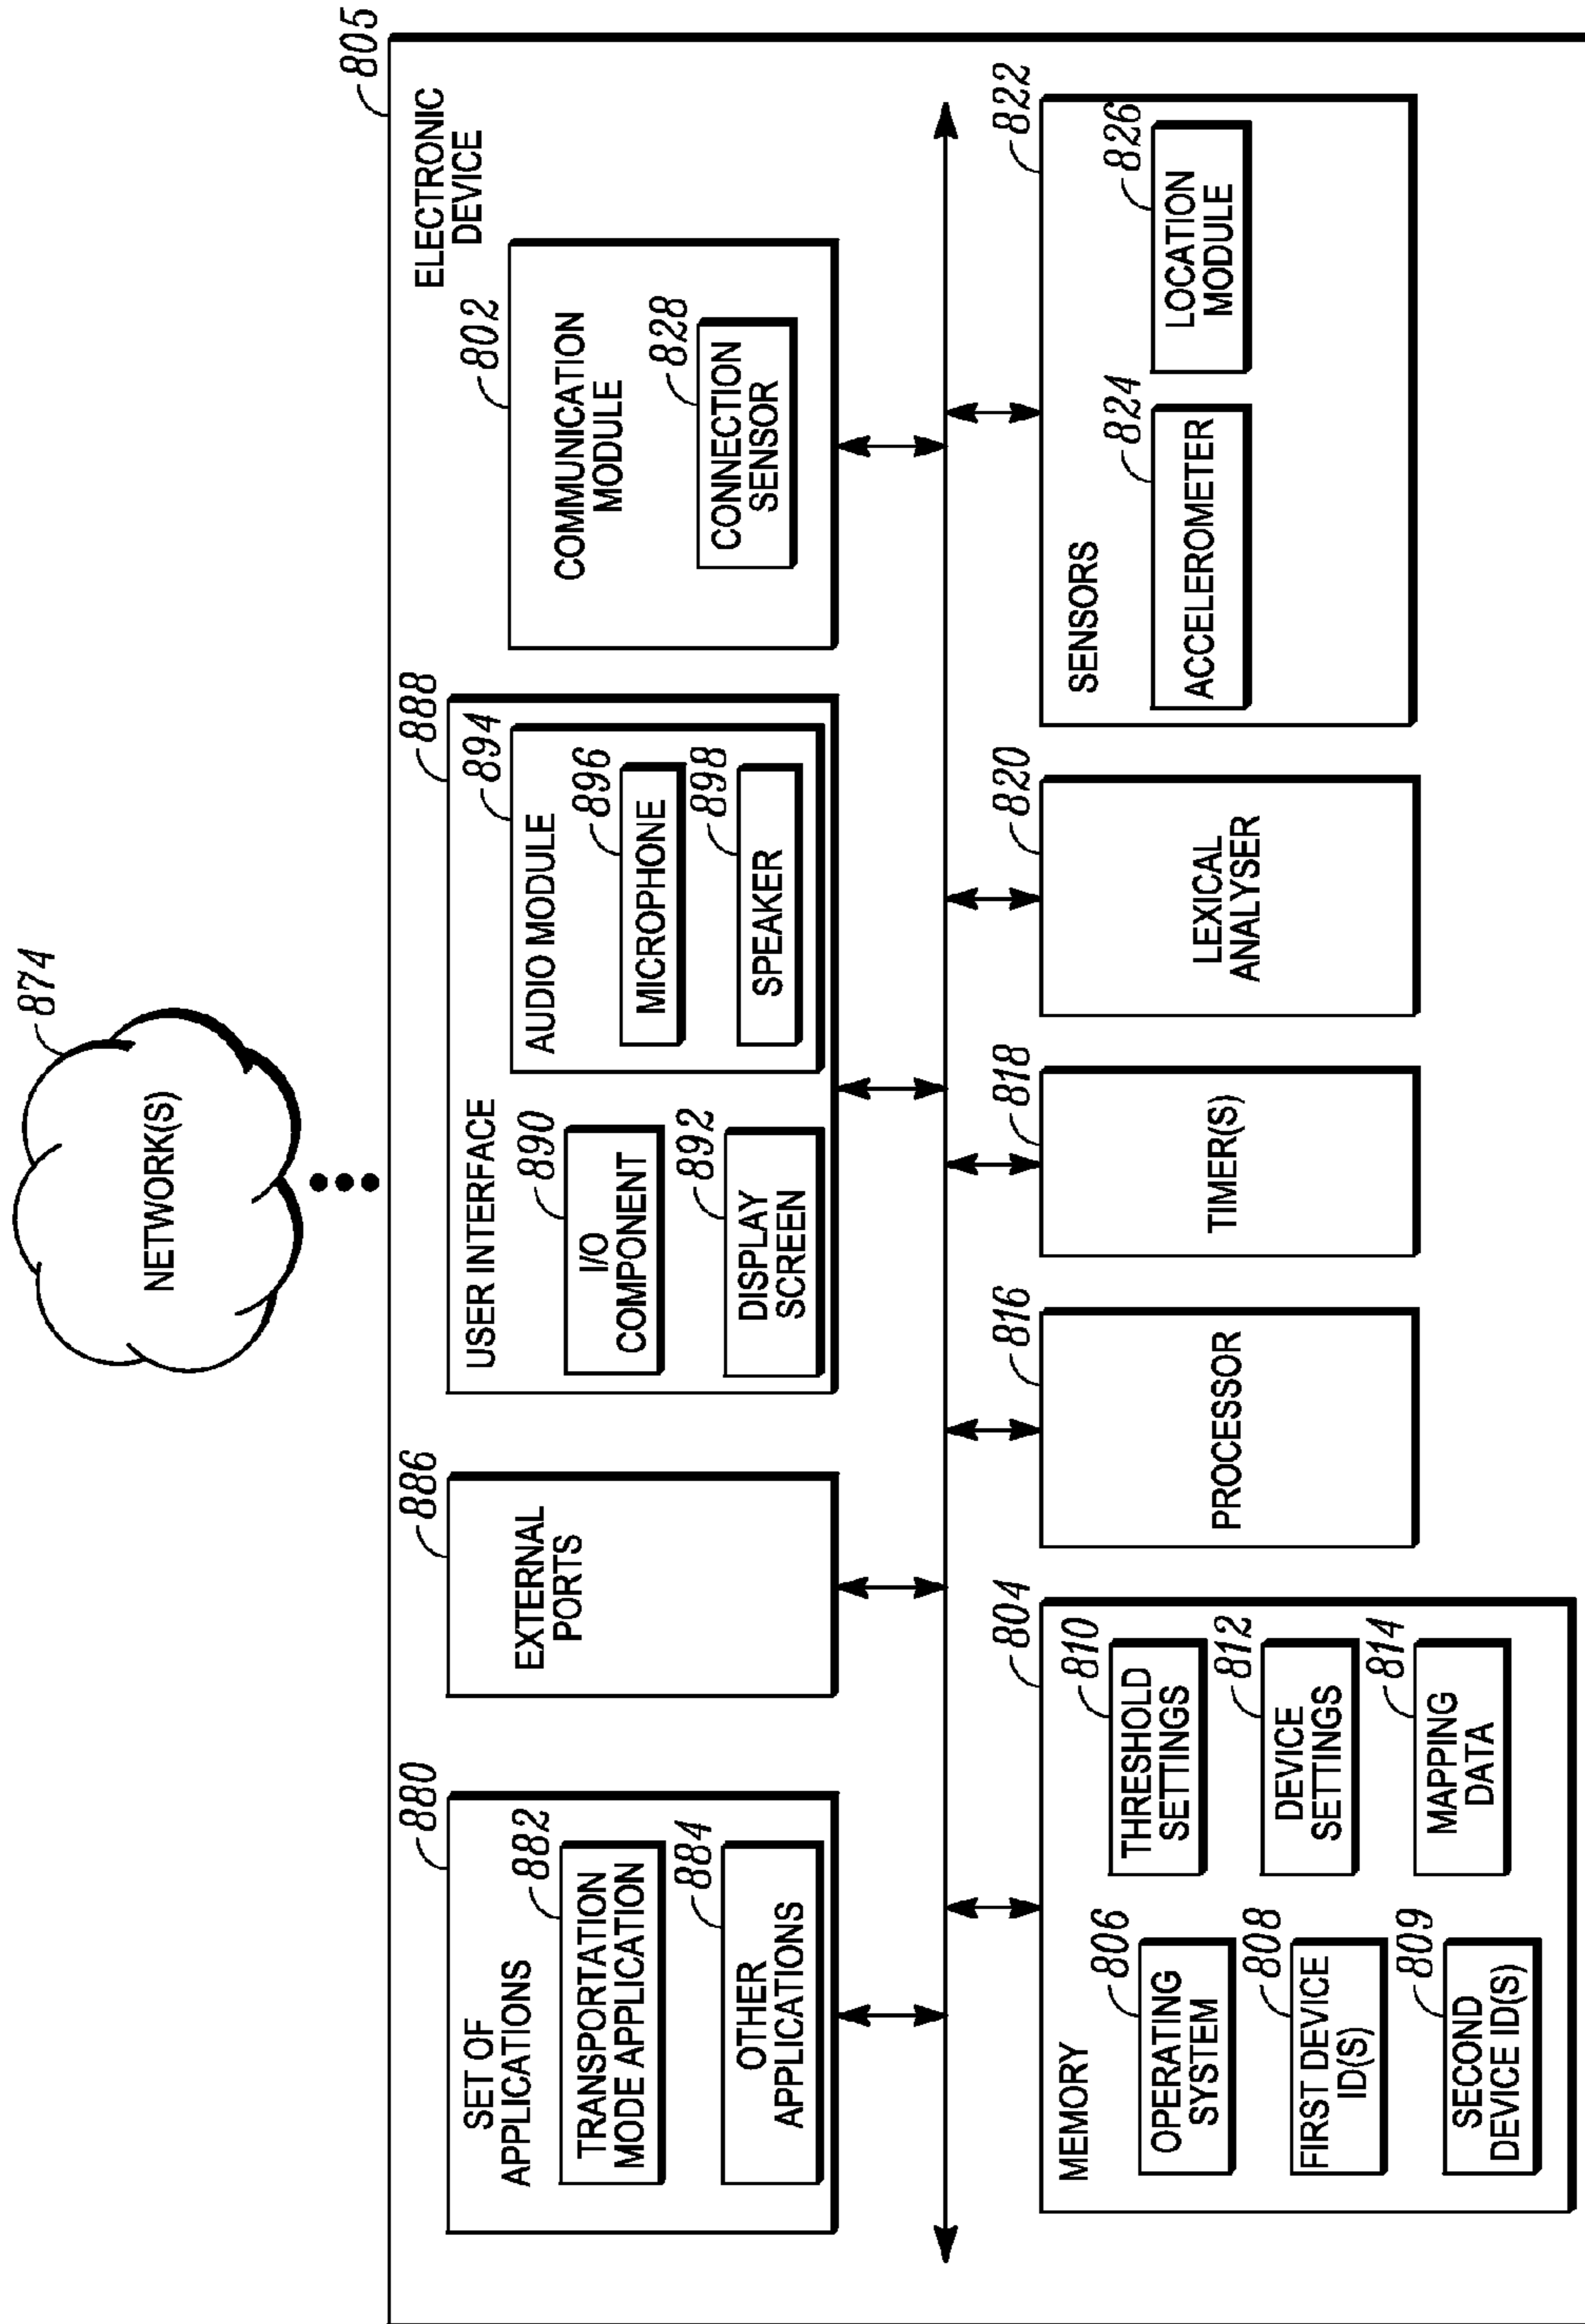 874
NETWORK(S)
805
ELECTRONIC
DEVICE
880
SET OF
APPLICATIONS
882
TRANSPORTATION
MODE APPLICATION
884
OTHER
APPLICATIONS
886
EXTERNAL
PORTS
888
USER INTERFACE
890
I/O
COMPONENT
892
DISPLAY
SCREEN
894
AUDIO MODULE
896
MICROPHONE
898
SPEAKER
802
COMMUNICATION
MODULE
828
CONNECTION
SENSOR
804
MEMORY
806
OPERATING
SYSTEM
808
FIRST DEVICE
ID(S)
809
SECOND
DEVICE ID(S)
810
THRESHOLD
SETTINGS
812
DEVICE
SETTINGS
814
MAPPING
DATA
816
PROCESSOR
818
TIMER(S)
820
LEXICAL
ANALYSER
822
SENSORS
824
ACCELEROMETER
826
LOCATION
MODULE